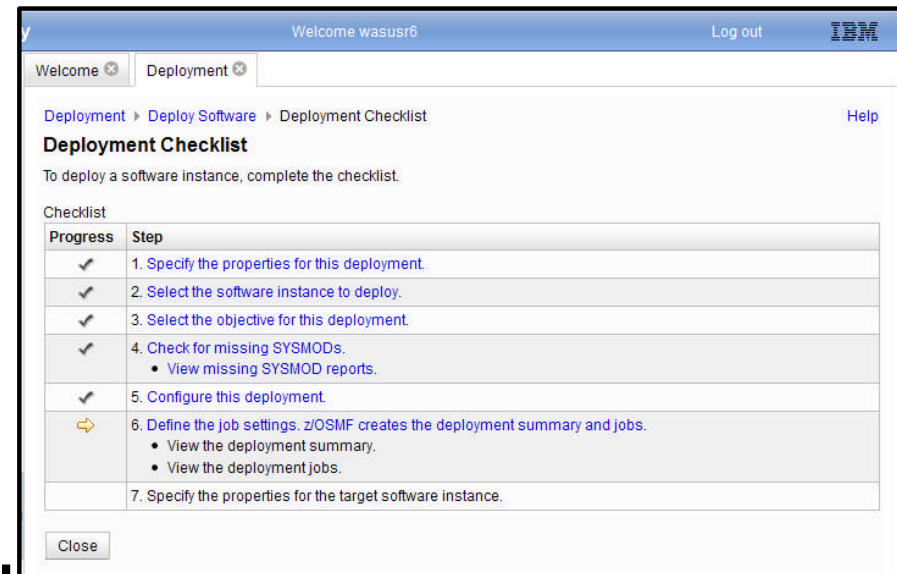 y Welcome wasusr6 Log out IBM
Welcome Deployment
Deployment Deploy Software Deployment Checklist Help
Deployment Checklist
To deploy a software instance, complete the checklist.
Checklist
Progress Step
1. Specify the properties for this deployment.
2. Select the software instance to deploy.
3. Select the objective for this deployment.
4. Check for missing SYSMODs.
• View missing SYSMOD reports.
5. Configure this deployment.
6. Define the job settings. z/OSMF creates the deployment summary and jobs.
• View the deployment summary.
• View the deployment jobs.
7. Specify the properties for the target software instance.
Close